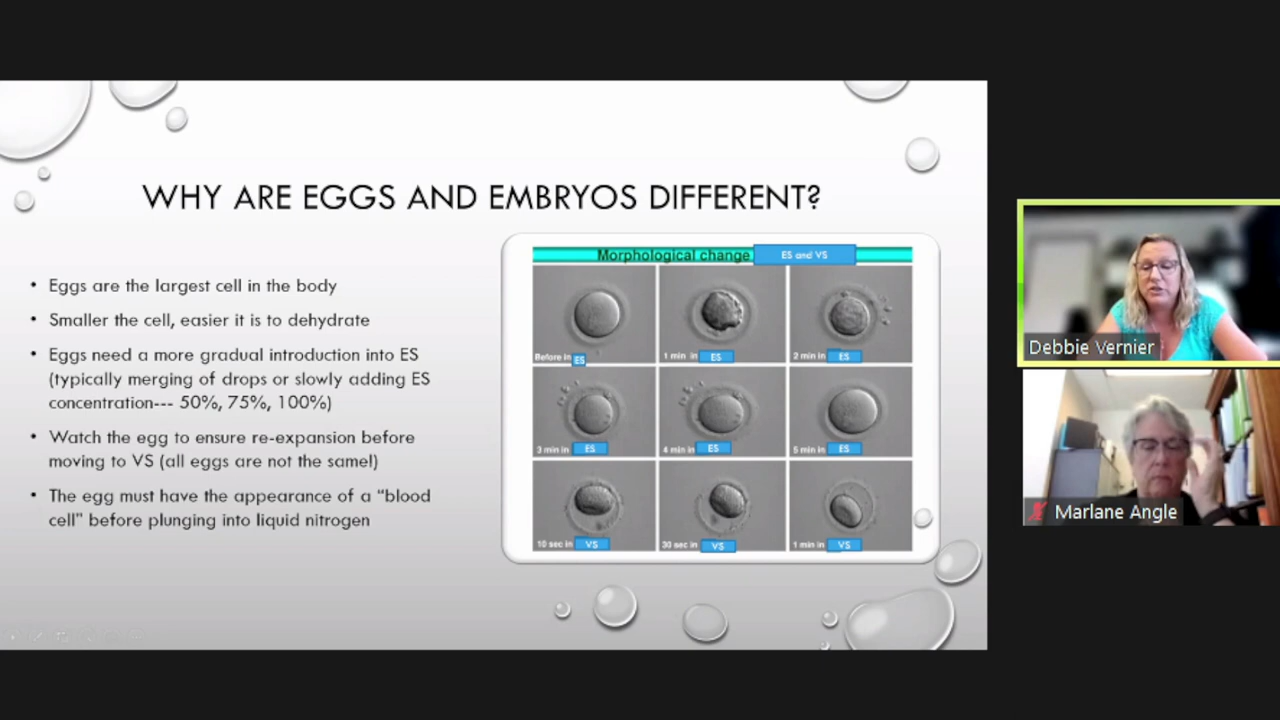 WHY ARE EGGS AND EMBRYOS DIFFERENT?
• Eggs are the largest cell in the body
• Smaller the cell, easier it is to dehydrate
• Eggs need a more gradual introduction into ES
(typically merging of drops or slowly adding ES
concentration--- 50%, 75%, 100%)
• Watch the egg to ensure re-expansion before
moving to VS (all eggs are not the same!)
• The egg must have the appearance of a "blood
cell" before plunging into liquid nitrogen
Morphological change ES and VS
Before in ES
1 min in ES
2 min in ES
3 min in ES
4 min in ES
5 min in ES
10 sec in VS
30 sec in VS
1 min in VS
Debbie Vernier
Marlane Angle